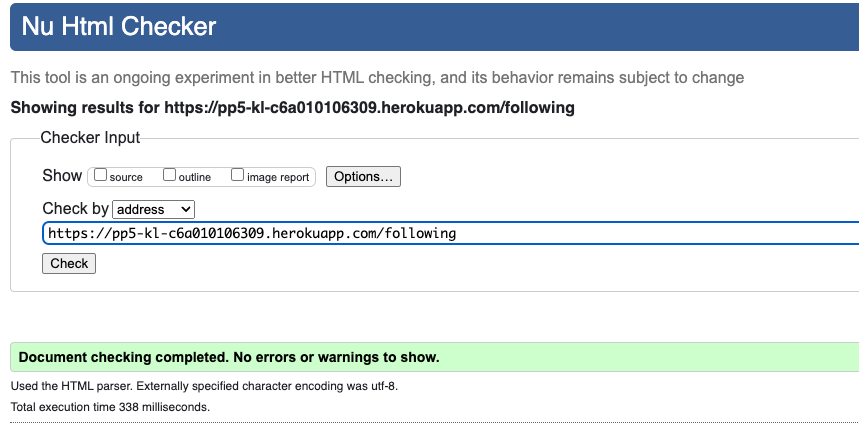 Nu Html Checker
This tool is an ongoing experiment in better HTML checking, and its behavior remains subject to change
Showing results for https://pp5-kl-c6a010106309.herokuapp.com/following
Checker Input
Show source outline image report Options...
Check by address
https://pp5-kl-c6a010106309.herokuapp.com/following
Check
Document checking completed. No errors or warnings to show.
Used the HTML parser. Externally specified character encoding was utf-8.
Total execution time 338 milliseconds.